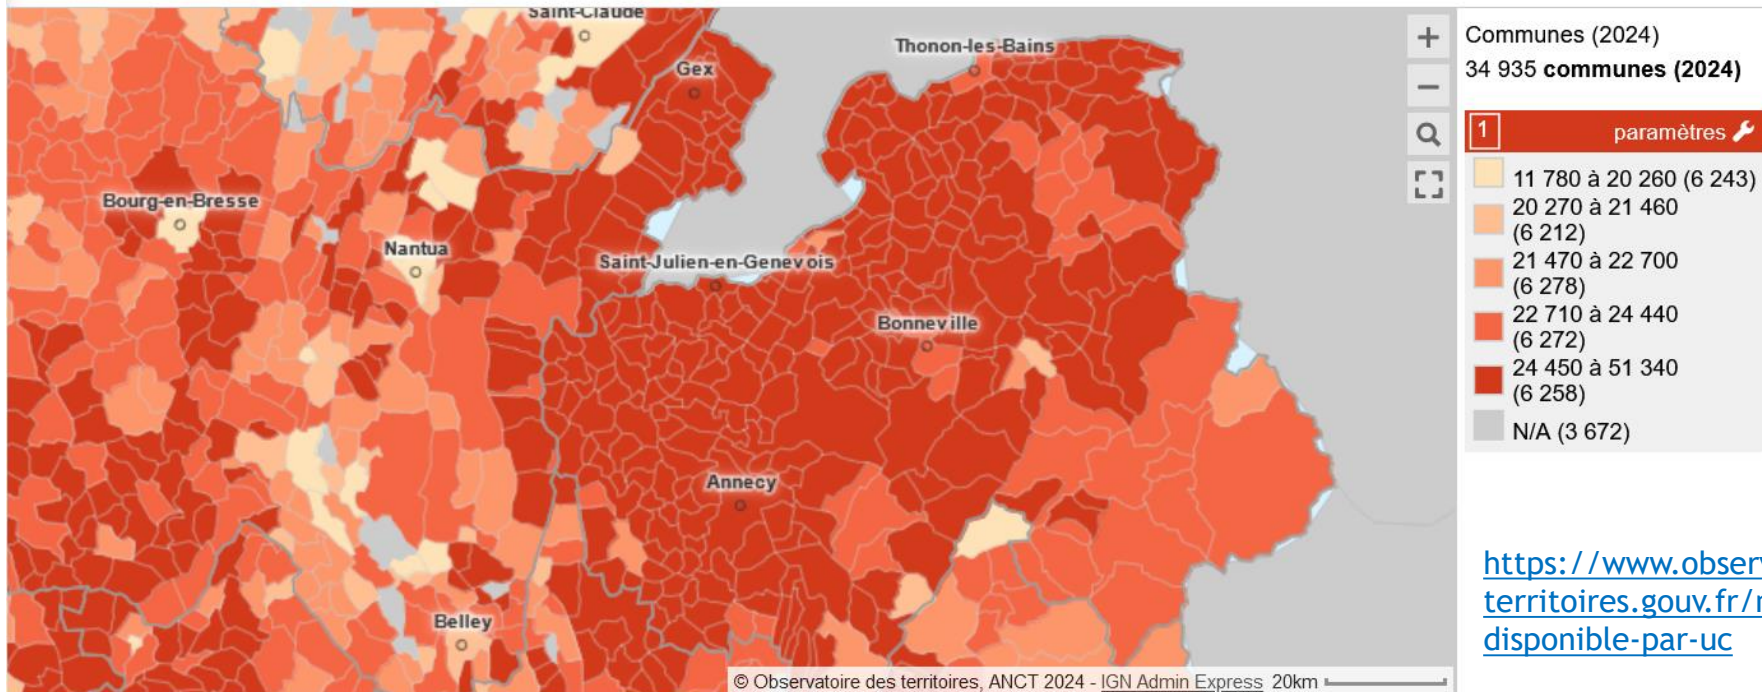 Saint-Claude
Thonon-les-Bains
Gex
Bourg-en-Bresse
Nantua
Saint-Julien-en-Genevois
Bonneville
Annecy
Belley
© Observatoire des territoires, ANCT 2024 - IGN Admin Express 20km
+
−
Communes (2024)
34 935 communes (2024)
1 paramètres
11 780 à 20 260 (6 243)
20 270 à 21 460
(6 212)
21 470 à 22 700
(6 278)
22 710 à 24 440
(6 272)
24 450 à 51 340
(6 258)
N/A (3 672)
https://www.obser
territoires.gouv.fr/
disponible-par-uc